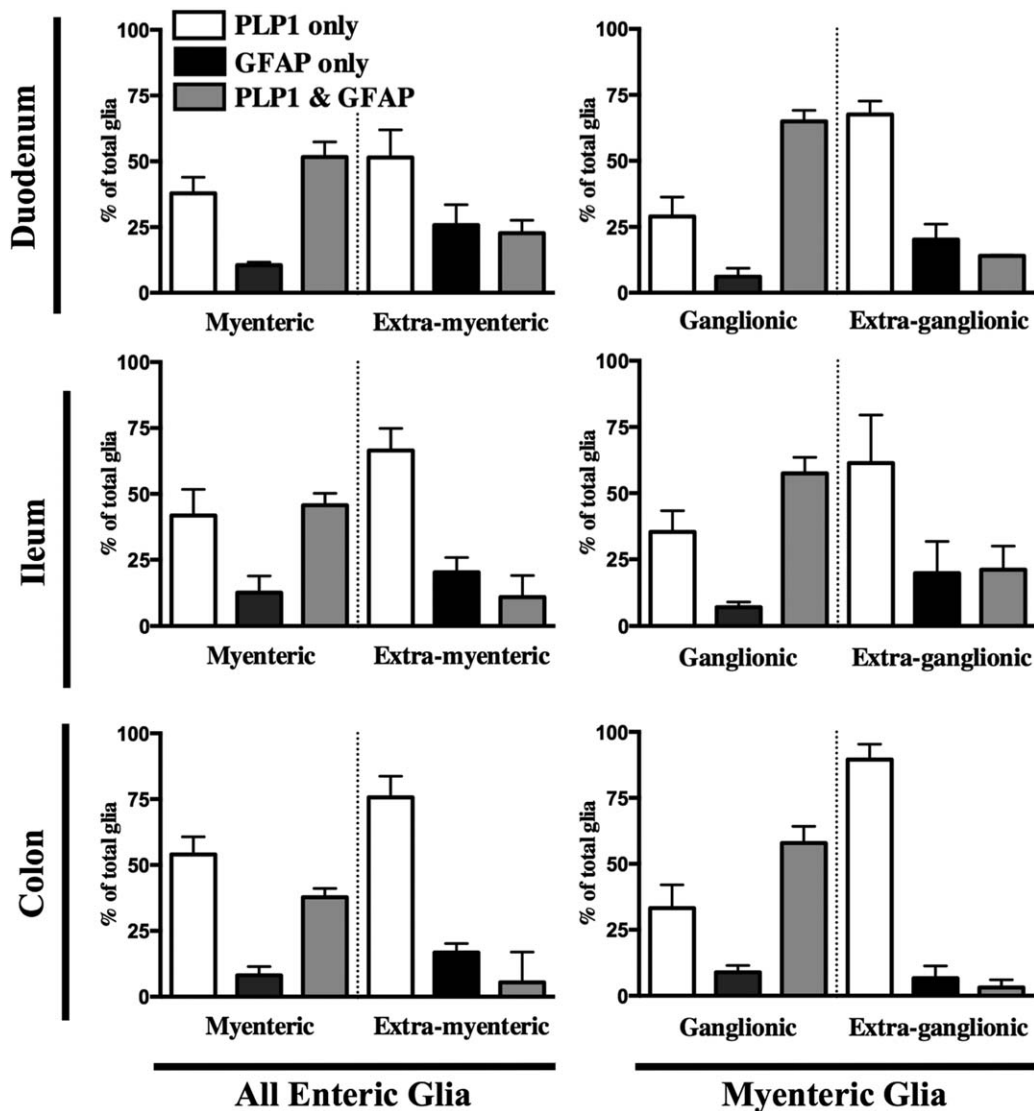 PLP1 only
GFAP only
PLP1 & GFAP
Duodenum
% of total glia
100
75
50
25
0
Myenteric
Extra-myenteric
% of total glia
100
75
50
25
0
Ganglionic
Extra-ganglionic
Ileum
% of total glia
100
75
50
25
0
Myenteric
Extra-myenteric
% of total glia
100
75
50
25
0
Ganglionic
Extra-ganglionic
Colon
% of total glia
100
75
50
25
0
Myenteric
Extra-myenteric
% of total glia
100
75
50
25
0
Ganglionic
Extra-ganglionic
All Enteric Glia
Myenteric Glia